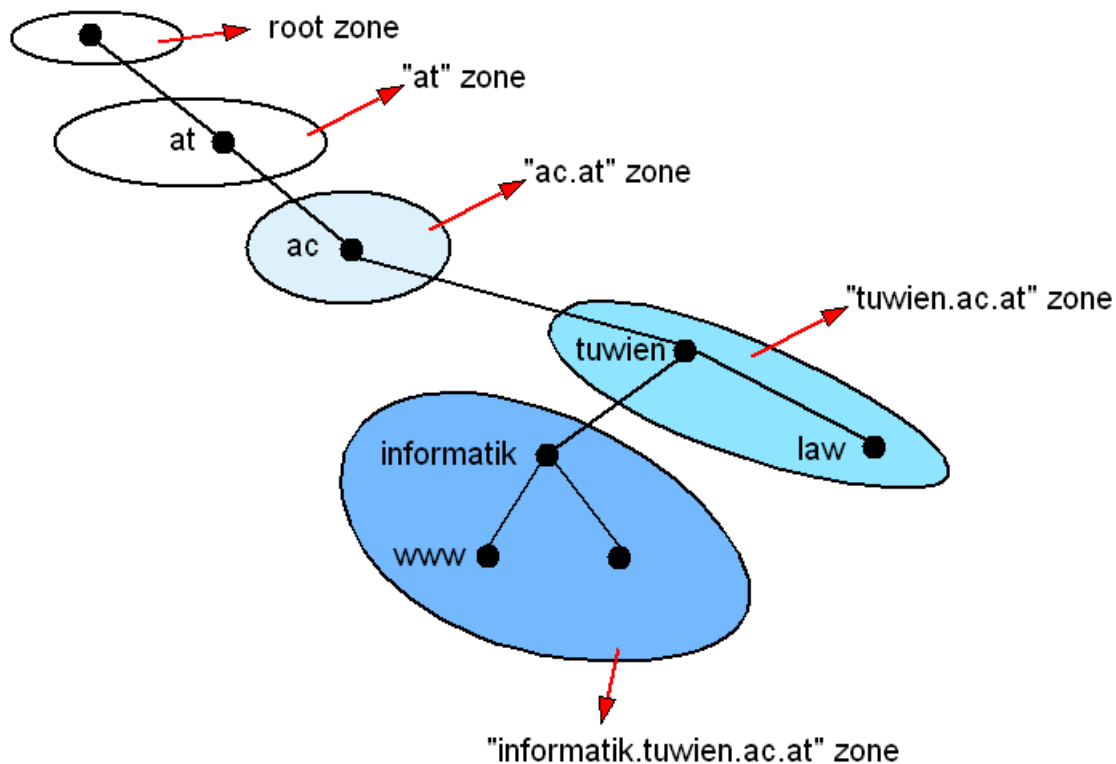 root zone
"at" zone
at
"ac.at" zone
ac
"tuwien.ac.at" zone
tuwien
informatik
law
www
"informatik.tuwien.ac.at" zone